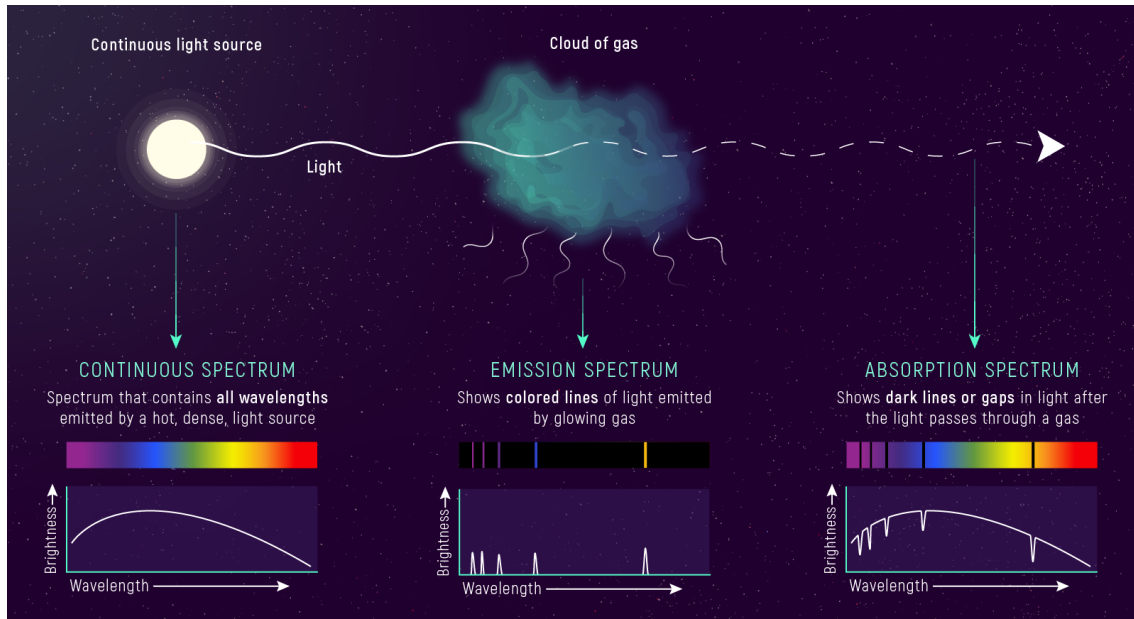 Continuous light source
Cloud of gas
Light
CONTINUOUS SPECTRUM
Spectrum that contains all wavelengths
emitted by a hot, dense, light source
Brightness
Wavelength
EMISSION SPECTRUM
Shows colored lines of light emitted
by glowing gas
Brightness
Wavelength
ABSORPTION SPECTRUM
Shows dark lines or gaps in light after
the light passes through a gas
Brightness
Wavelength